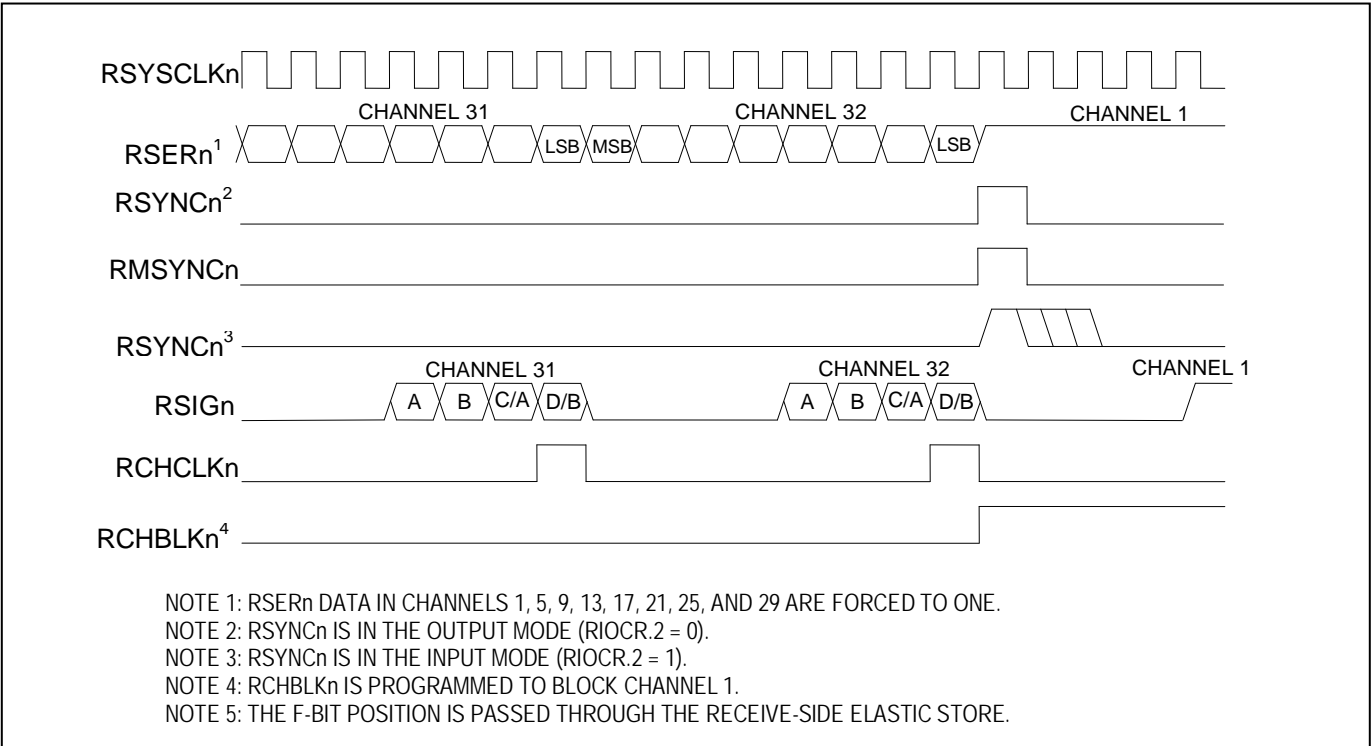 RSYSCLKn
CHANNEL 31 CHANNEL 32 CHANNEL 1
RSERn1 LSB MSB LSB
RSYNCn2
RMSYNCn
RSYNCn3
CHANNEL 31 CHANNEL 32 CHANNEL 1
RSIGn A B C/A D/B A B C/A D/B
RCHCLKn
RCHBLKn4
NOTE 1: RSERn DATA IN CHANNELS 1, 5, 9, 13, 17, 21, 25, AND 29 ARE FORCED TO ONE.
NOTE 2: RSYNCn IS IN THE OUTPUT MODE (RIOCR.2 = 0).
NOTE 3: RSYNCn IS IN THE INPUT MODE (RIOCR.2 = 1).
NOTE 4: RCHBLKn IS PROGRAMMED TO BLOCK CHANNEL 1.
NOTE 5: THE F-BIT POSITION IS PASSED THROUGH THE RECEIVE-SIDE ELASTIC STORE.